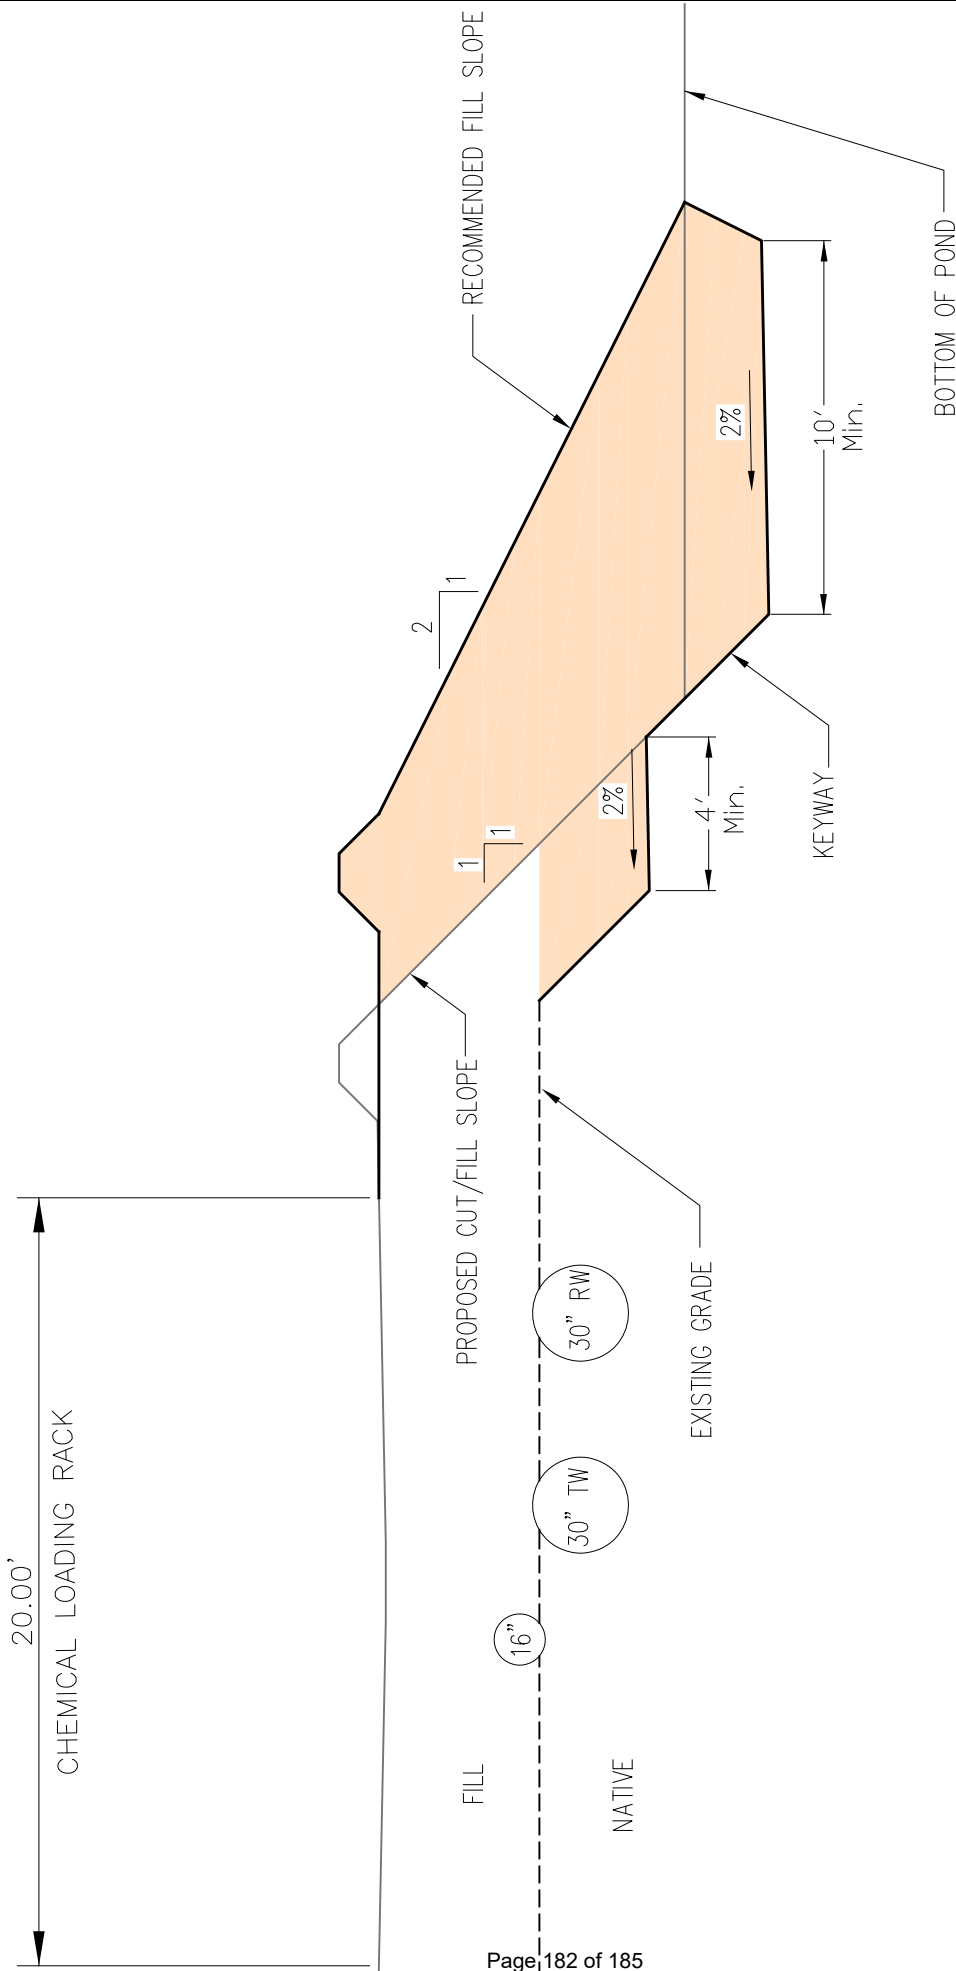 20.00'
CHEMICAL LOADING RACK
RECOMMENDED FILL SLOPE
2
1
1
1
PROPOSED CUT/FILL SLOPE
FILL
16"
30" TW
30" RW
NATIVE
EXISTING GRADE
2%
2%
4'
Min.
10'
Min.
KEYWAY
BOTTOM OF POND
Page 182 of 185